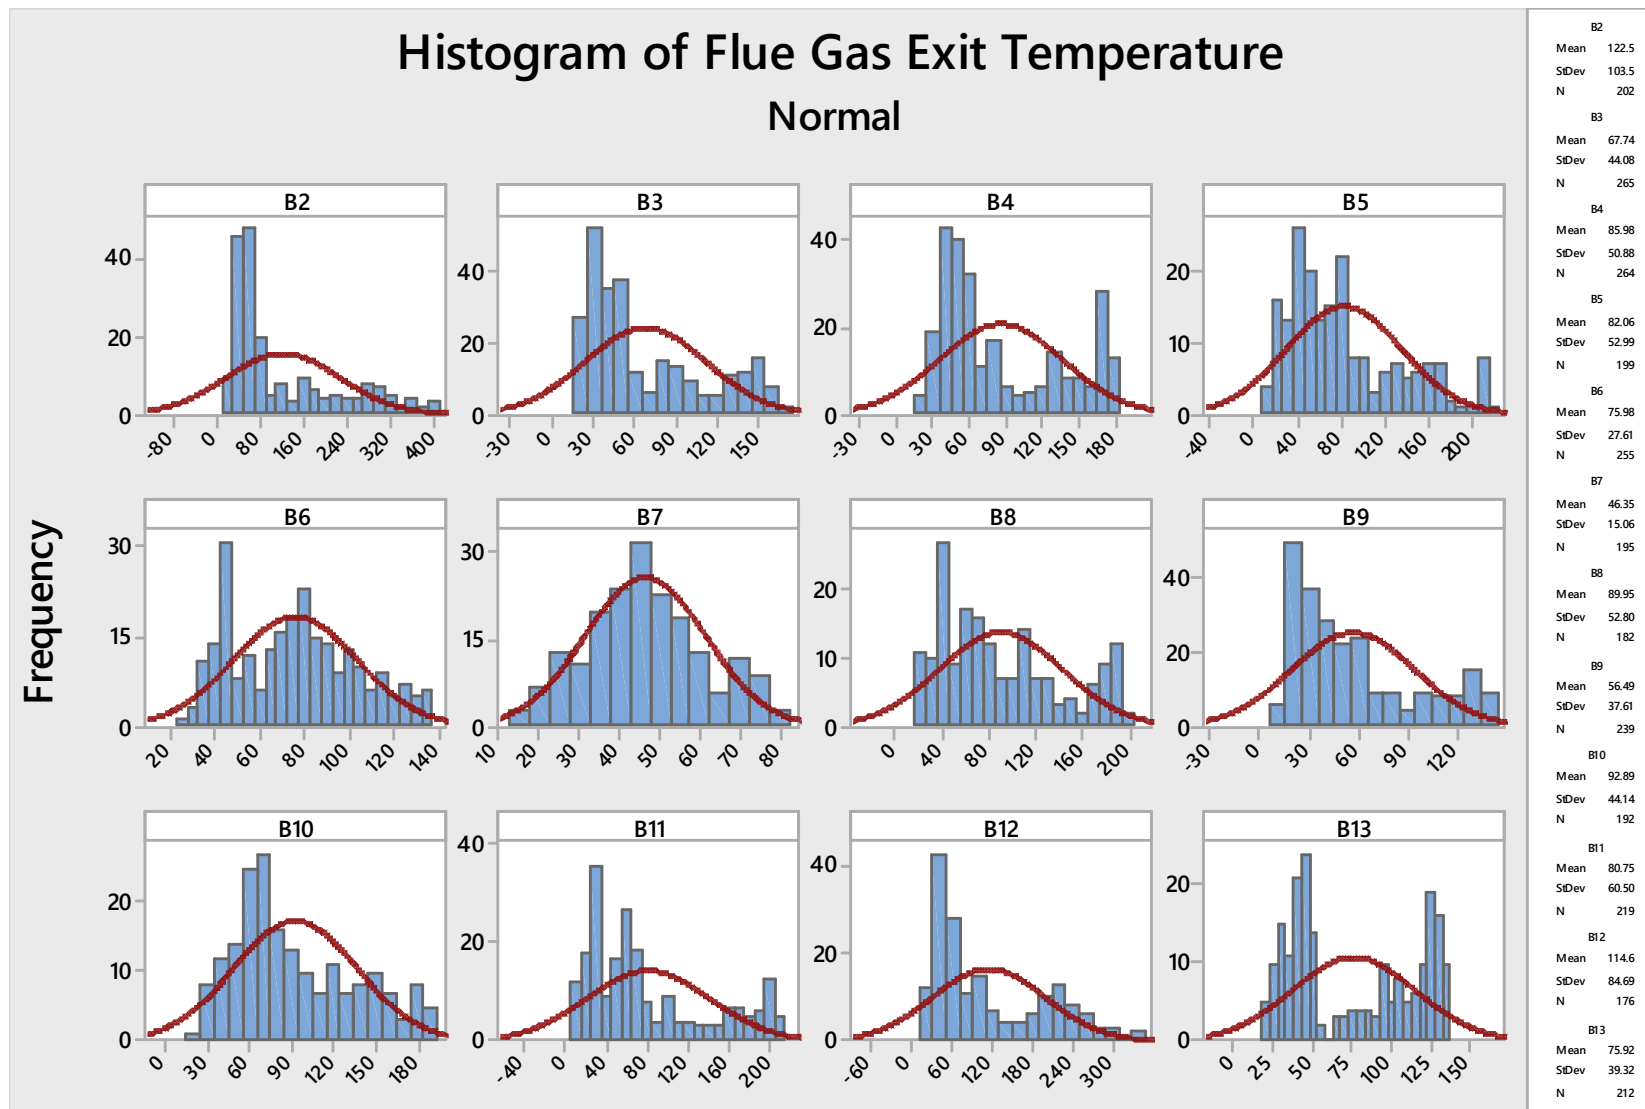 Histogram of Flue Gas Exit Temperature
Normal
Frequency
B2
40
20
0
-80 0 80 160 240 320 400
B3
40
20
0
-30 0 30 60 90 120 150
B4
40
20
0
-30 0 30 60 90 120 150 180
B5
20
10
0
-40 0 40 80 120 160 200
B6
30
15
0
20 40 60 80 100 120 140
B7
30
15
0
10 20 30 40 50 60 70 80
B8
20
10
0
0 40 80 120 160 200
B9
40
20
0
-30 0 30 60 90 120
B10
20
10
0
0 30 60 90 120 150 180
B11
40
20
0
-40 0 40 80 120 160 200
B12
40
20
0
-60 0 60 120 180 240 300
B13
20
10
0
0 25 50 75 100 125 150
B2
Mean 122.5
StDev 103.5
N 202
B3
Mean 67.74
StDev 44.08
N 265
B4
Mean 85.98
StDev 50.88
N 264
B5
Mean 82.06
StDev 52.99
N 199
B6
Mean 75.98
StDev 27.61
N 255
B7
Mean 46.35
StDev 15.06
N 195
B8
Mean 89.95
StDev 52.80
N 182
B9
Mean 56.49
StDev 37.61
N 239
B10
Mean 92.89
StDev 44.14
N 192
B11
Mean 80.75
StDev 60.50
N 219
B12
Mean 114.6
StDev 84.69
N 176
B13
Mean 75.92
StDev 39.32
N 212